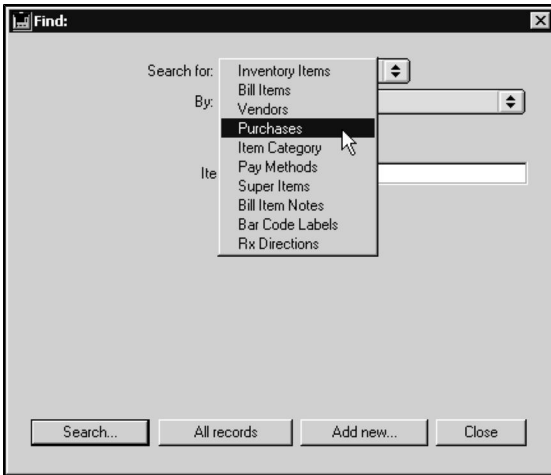 Find:
Search for:
Inventory Items
Bill Items
By:
Vendors
Purchases
Item Category
Ite
Pay Methods
Super Items
Bill Item Notes
Bar Code Labels
Rx Directions
Search...
All records
Add new...
Close